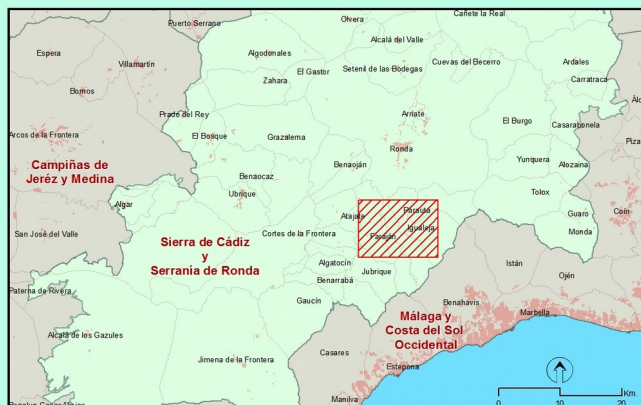 Cañete la Real
Puerto Serrano
Olvera
Alcalá del Valle
Espera
Villamartín
Algodonales
Setenil de las Bodegas
Cuevas del Becerro
Ardales
El Gastor
Zahara
Carratraca
Bornos
Prado del Rey
Arriate
El Burgo
Casarabonela
Arcos de la Frontera
El Bosque
Grazalema
Ronda
Campiñas de
Jeréz y Medina
Benaoján
Yunquera
Alozaina
Benaocaz
Ubrique
Tolox
Algar
Atajate
Parauta
Guaro
Coín
Igualeja
San José del Valle
Cortes de la Frontera
Faraján
Monda
Sierra de Cádiz
y
Serranía de Ronda
Algatocín
Jubrique
Istán
Ojén
Benarrabá
Paterna de Rivera
Gaucín
Benahavis
Málaga y
Costa del Sol
Occidental
Marbella
Alcalá de los Gazules
Casares
Jimena de la Frontera
Estepona
Manilva
0
10
20
Km